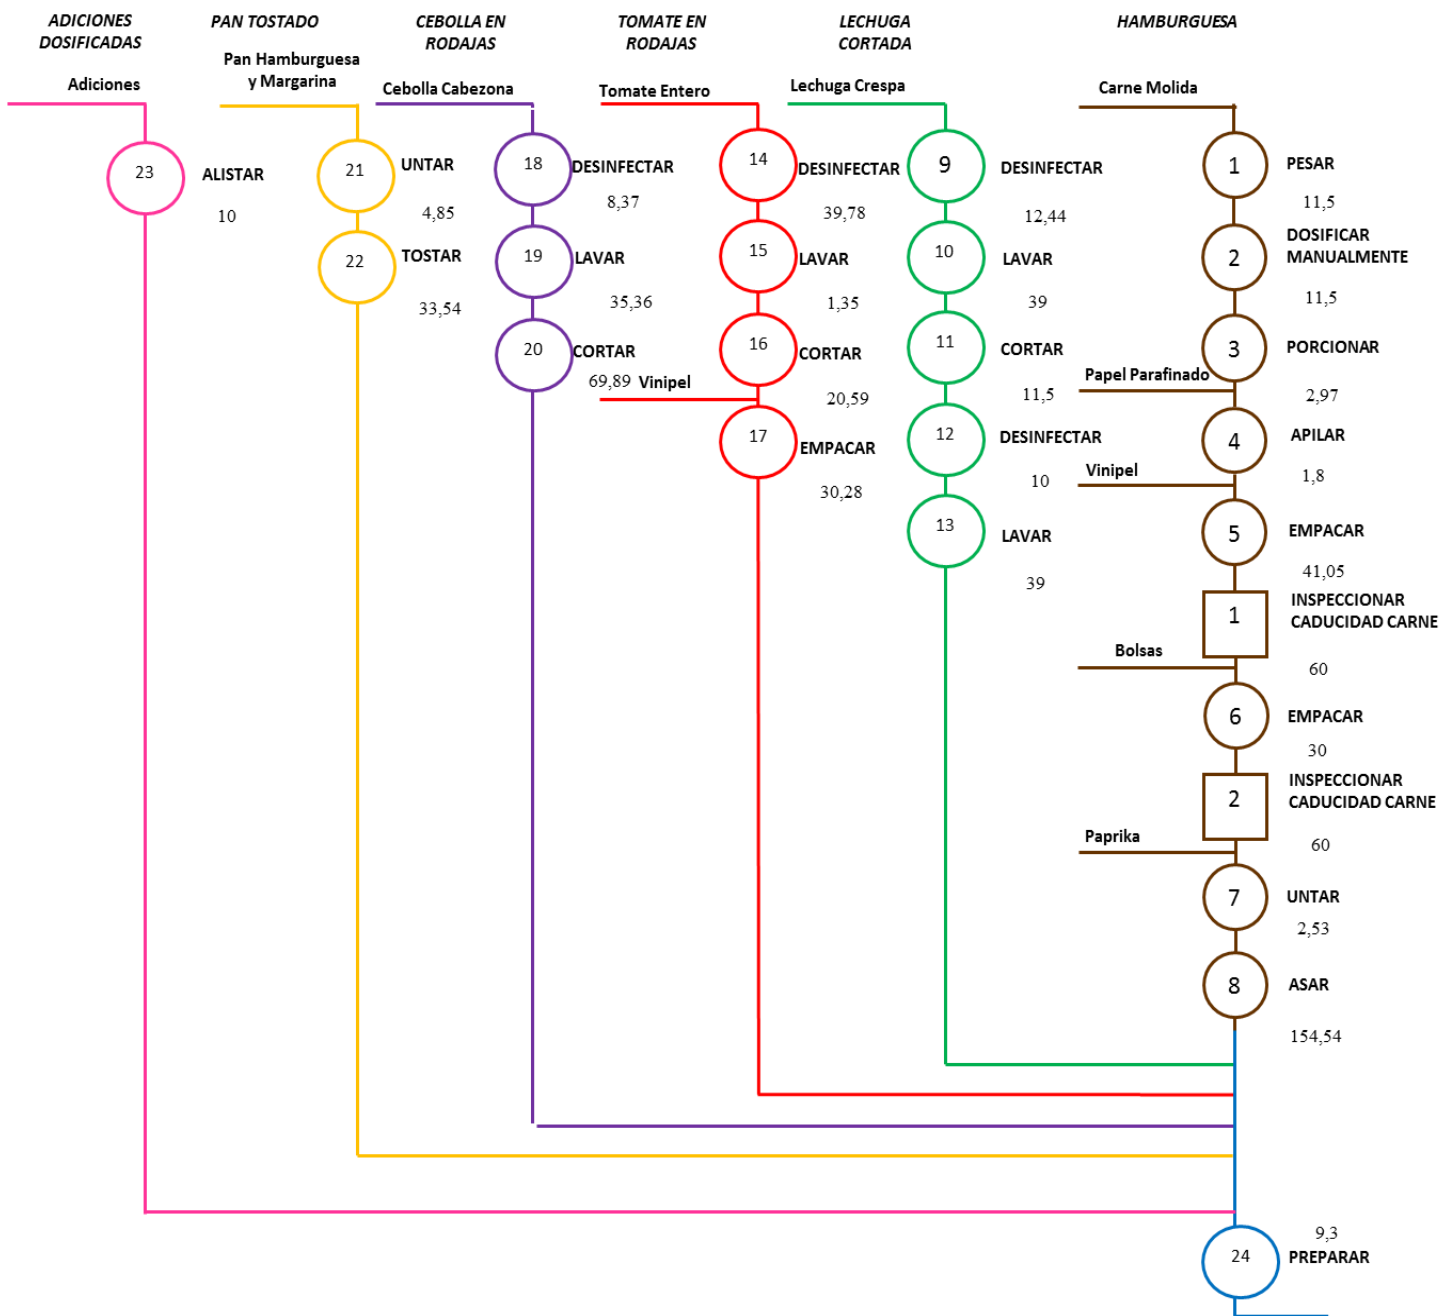 ADICIONES
DOSIFICADAS
PAN TOSTADO
CEBOLLA EN
RODAJAS
TOMATE EN
RODAJAS
LECHUGA
CORTADA
HAMBURGUESA
Adiciones
23
ALISTAR
10
Pan Hamburguesa
y Margarina
21
UNTAR
4,85
22
TOSTAR
33,54
Cebolla Cabezona
18
DESINFECTAR
8,37
19
LAVAR
35,36
20
CORTAR
69,89
Tomate Entero
14
DESINFECTAR
39,78
15
LAVAR
1,35
16
CORTAR
20,59
Vinipel
17
EMPACAR
30,28
Lechuga Crespa
9
DESINFECTAR
12,44
10
LAVAR
39
11
CORTAR
11,5
12
DESINFECTAR
10
13
LAVAR
39
Carne Molida
1
PESAR
11,5
2
DOSIFICAR
MANUALMENTE
11,5
3
PORCIONAR
2,97
Papel Parafinado
4
APILAR
1,8
Vinipel
5
EMPACAR
41,05
1
INSPECCIONAR
CADUCIDAD CARNE
60
Bolsas
6
EMPACAR
30
2
INSPECCIONAR
CADUCIDAD CARNE
60
Paprika
7
UNTAR
2,53
8
ASAR
154,54
9,3
24
PREPARAR